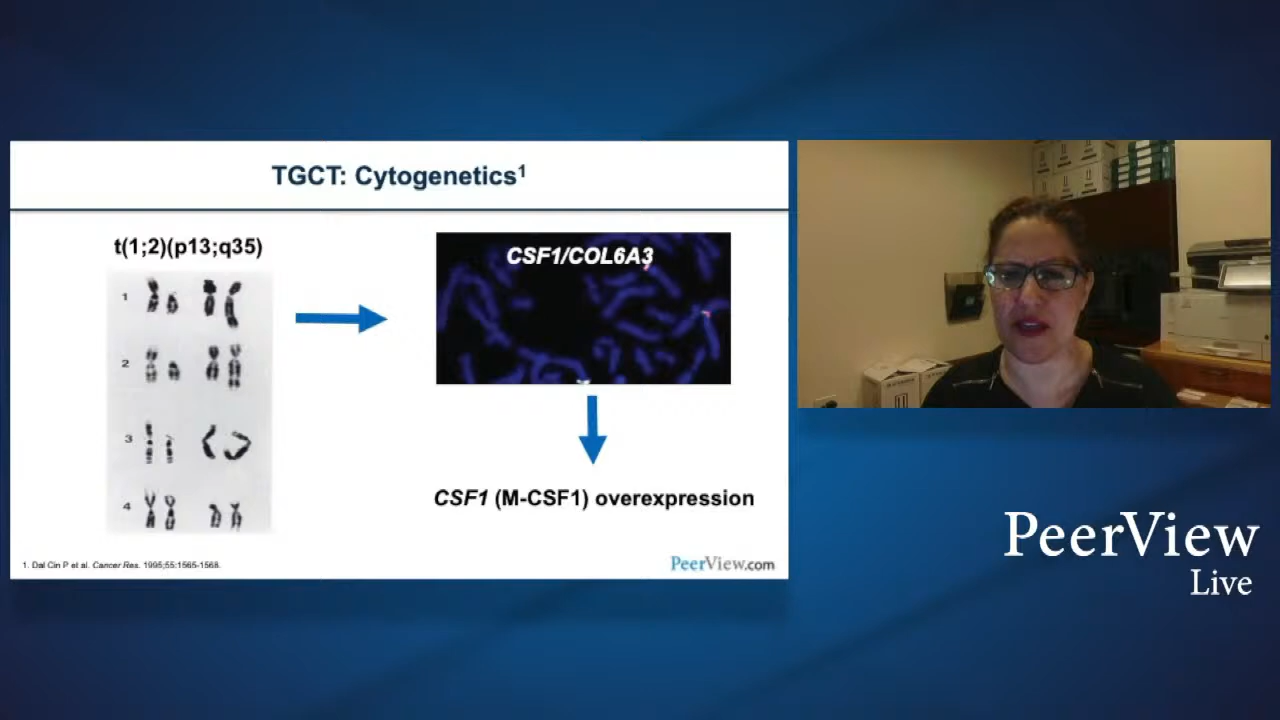 TGCT: Cytogenetics1
t(1;2)(p13;q35)
1
2
3
4
CSF1/COL6A3
CSF1 (M-CSF1) overexpression
1. Dal Cin P et al. Cancer Res. 1995;55:1565-1568.
PeerView.com
PeerView
Live